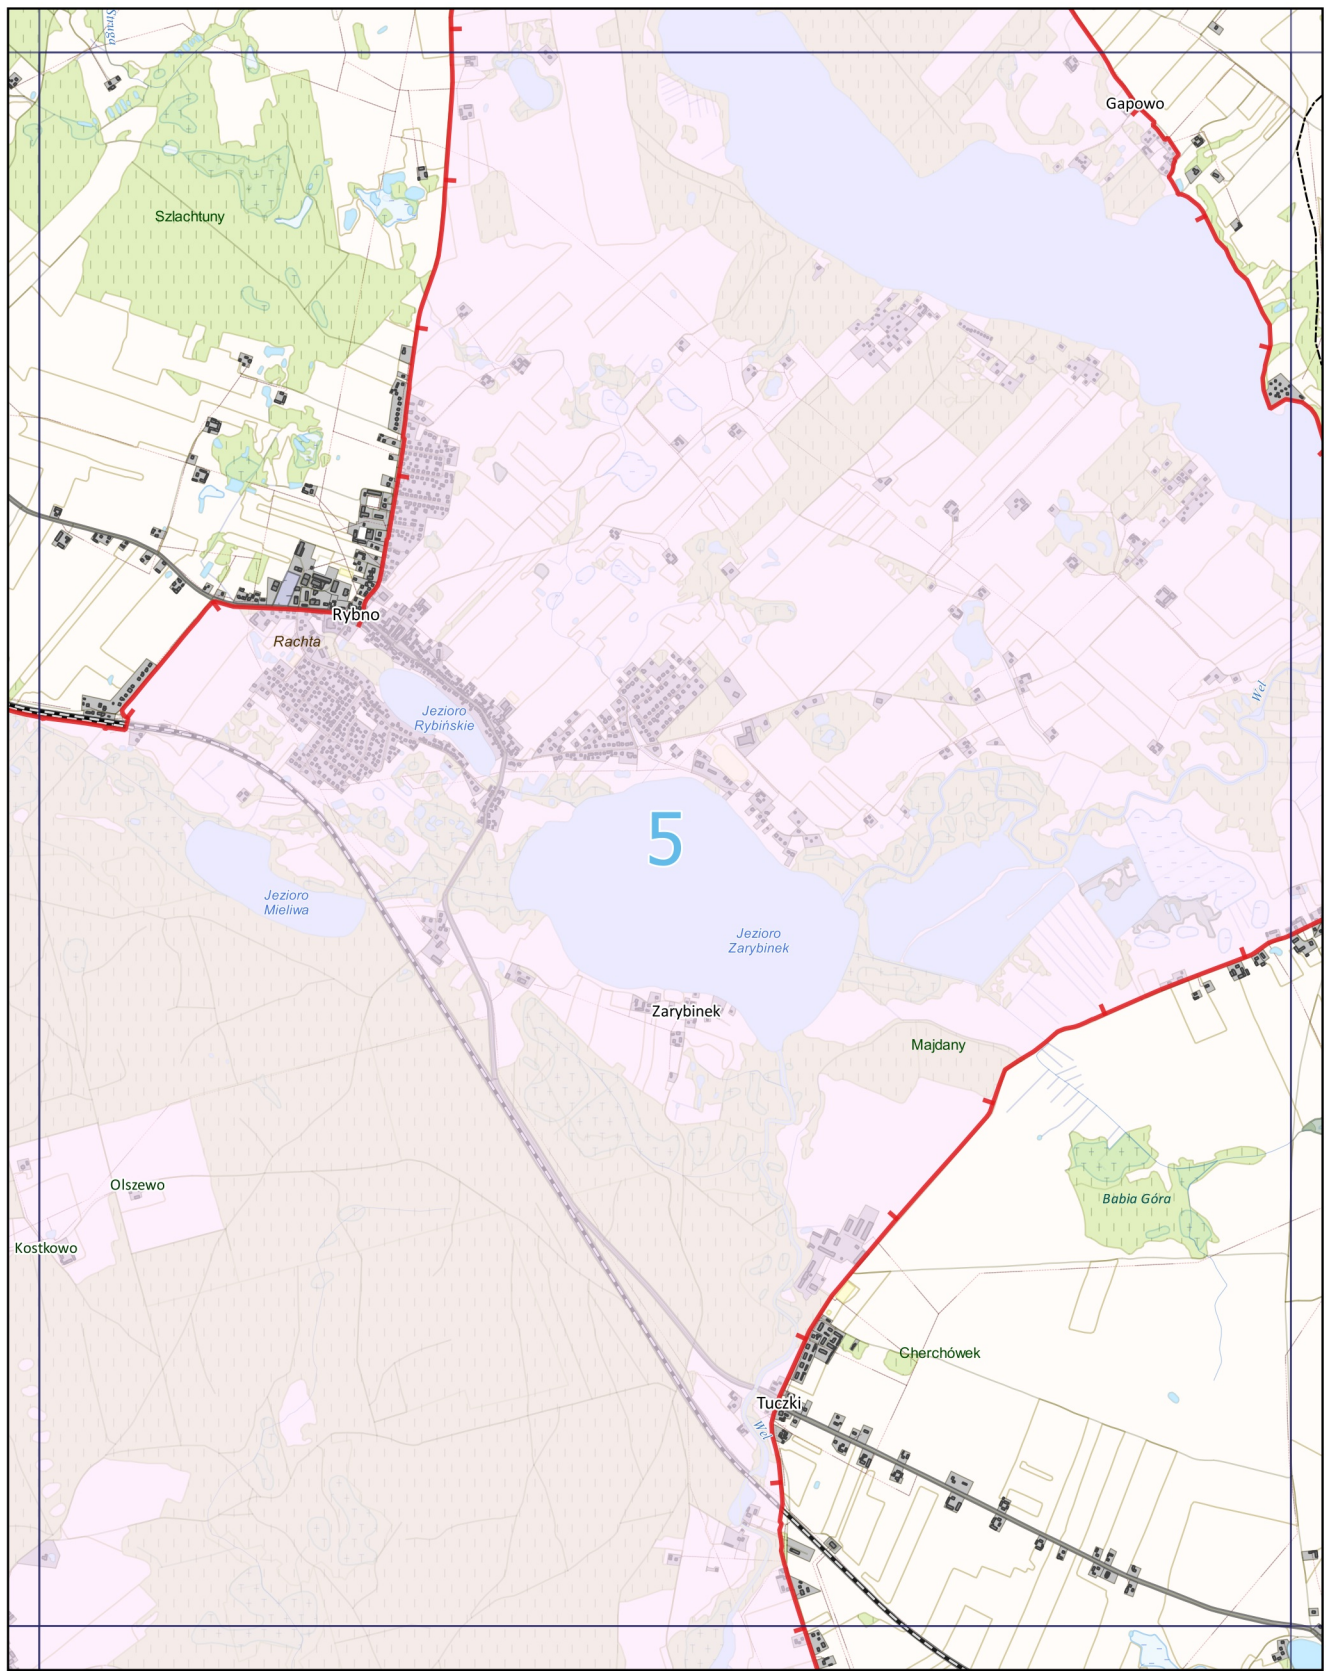 Struga
Gapowo
Szlachtuny
Rybno
Rachta
Jezioro
Rybińskie
Wel
5
Jezioro
Mieliwa
Jezioro
Zarybinek
Zarybinek
Majdany
Olszewo
Babia Góra
Kostkowo
Cherchówek
Tuczki
Wel